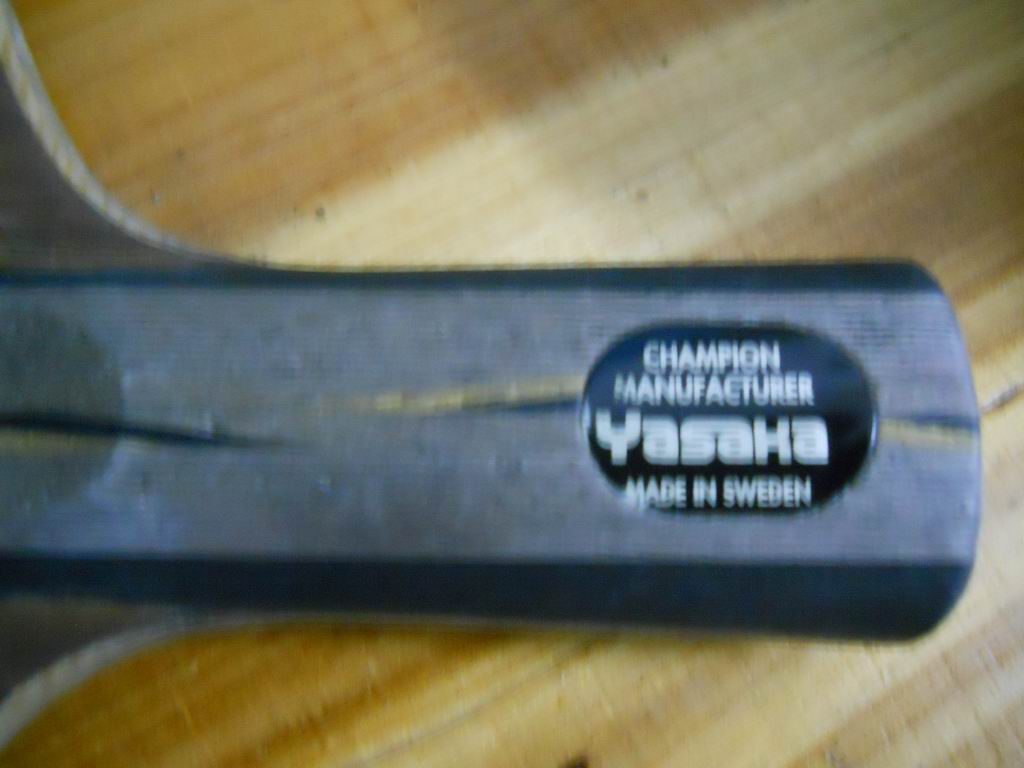 CHAMPION
MANUFACTURER
Yasaka
MADE IN SWEDEN